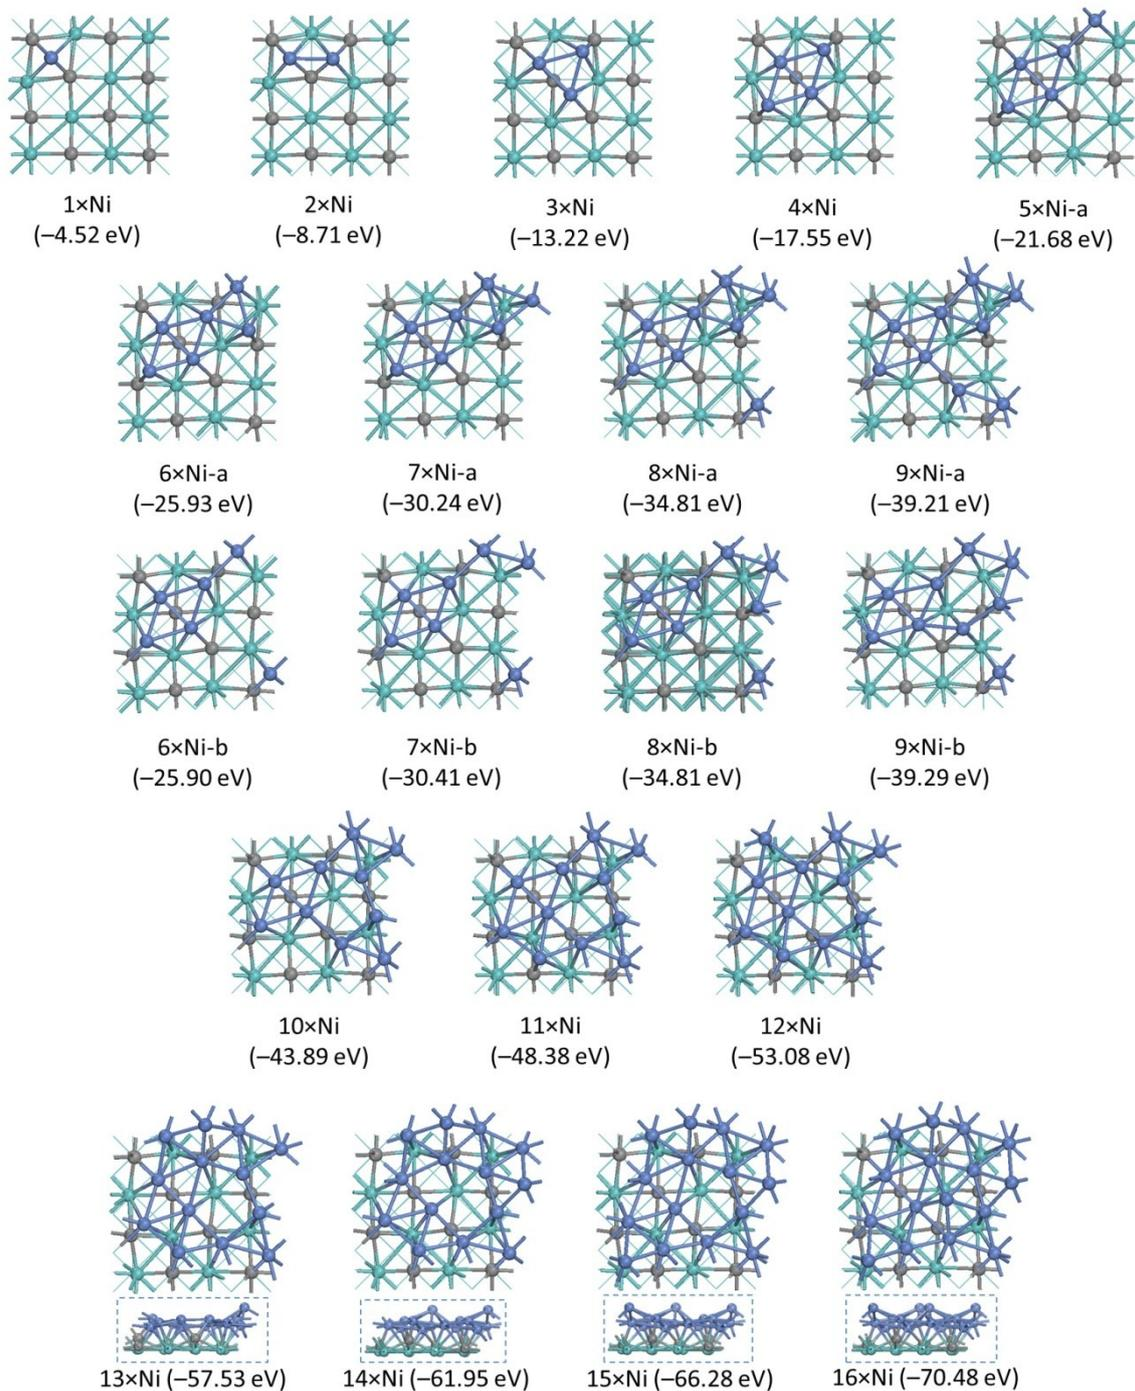 1×Ni 2×Ni 3×Ni 4×Ni 5×Ni-a
(–4.52 eV) (–8.71 eV) (–13.22 eV) (–17.55 eV) (–21.68 eV)
6×Ni-a 7×Ni-a 8×Ni-a 9×Ni-a
(–25.93 eV) (–30.24 eV) (–34.81 eV) (–39.21 eV)
6×Ni-b 7×Ni-b 8×Ni-b 9×Ni-b
(–25.90 eV) (–30.41 eV) (–34.81 eV) (–39.29 eV)
10×Ni 11×Ni 12×Ni
(–43.89 eV) (–48.38 eV) (–53.08 eV)
13×Ni (–57.53 eV) 14×Ni (–61.95 eV) 15×Ni (–66.28 eV) 16×Ni (–70.48 eV)